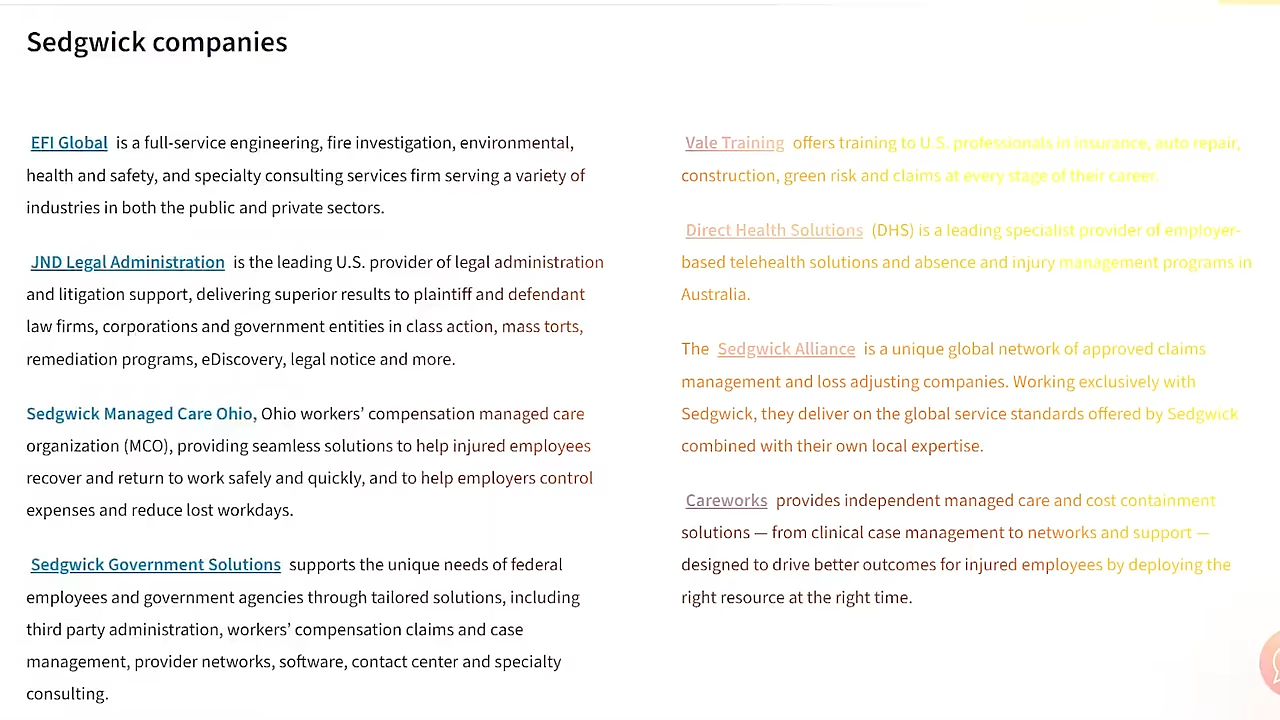 Sedgwick companies
EFI Global is a full-service engineering, fire investigation, environmental,
health and safety, and specialty consulting services firm serving a variety of
industries in both the public and private sectors.
JND Legal Administration is the leading U.S. provider of legal administration
and litigation support, delivering superior results to plaintiff and defendant
law firms, corporations and government entities in class action, mass torts,
remediation programs, eDiscovery, legal notice and more.
Sedgwick Managed Care Ohio, Ohio workers’ compensation managed care
organization (MCO), providing seamless solutions to help injured employees
recover and return to work safely and quickly, and to help employers control
expenses and reduce lost workdays.
Sedgwick Government Solutions supports the unique needs of federal
employees and government agencies through tailored solutions, including
third party administration, workers’ compensation claims and case
management, provider networks, software, contact center and specialty
consulting.
Vale Training offers training to U.S. professionals in insurance, auto repair,
construction, green risk and claims at every stage of their career.
Direct Health Solutions (DHS) is a leading specialist provider of employer-
based telehealth solutions and absence and injury management programs in
Australia.
The Sedgwick Alliance is a unique global network of approved claims
management and loss adjusting companies. Working exclusively with
Sedgwick, they deliver on the global service standards offered by Sedgwick
combined with their own local expertise.
Careworks provides independent managed care and cost containment
solutions — from clinical case management to networks and support —
designed to drive better outcomes for injured employees by deploying the
right resource at the right time.